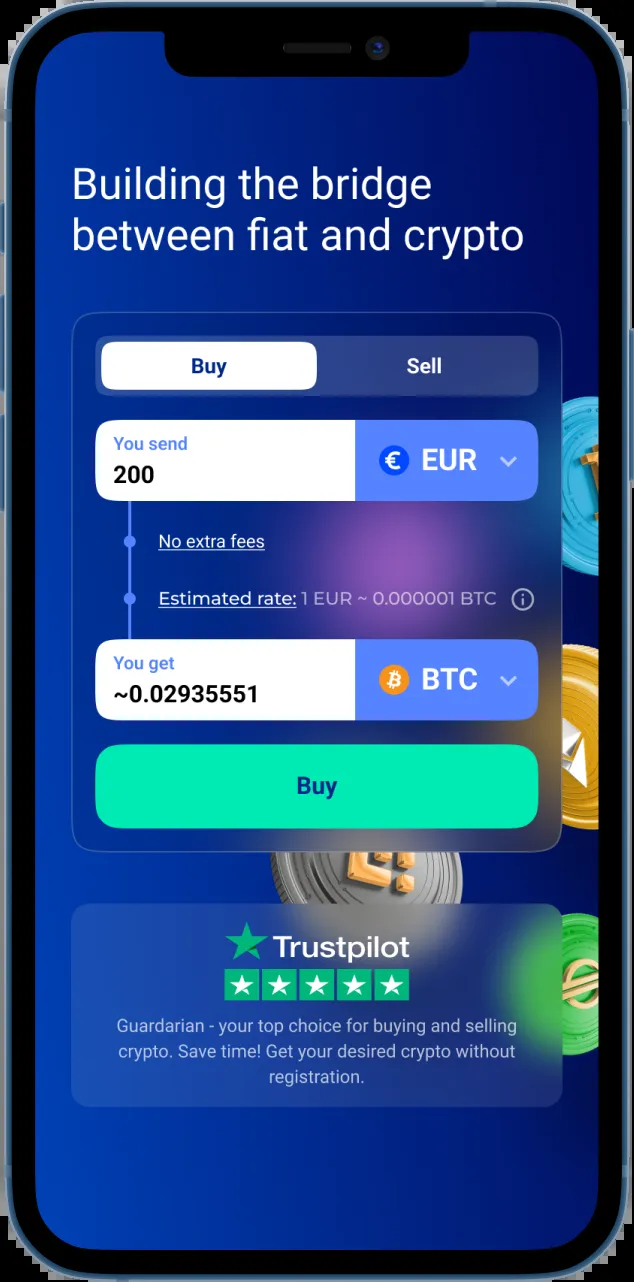 Building the bridge
between fiat and crypto
Buy
Sell
You send
200
€ EUR
No extra fees
Estimated rate: 1 EUR ~ 0.000001 BTC
You get
~0.02935551
₿ BTC
Buy
Trustpilot
Guardarian - your top choice for buying and selling
crypto. Save time! Get your desired crypto without
registration.